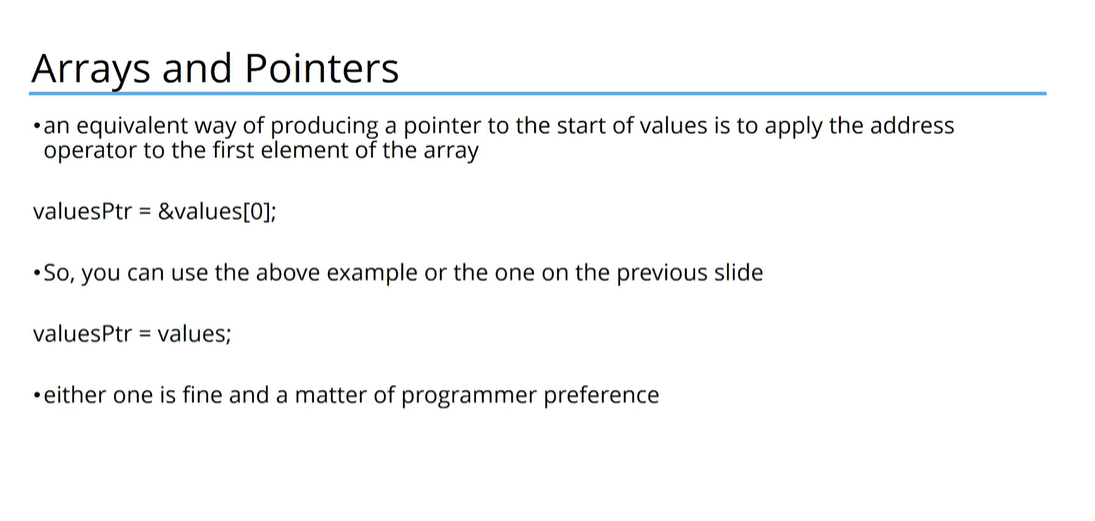 Arrays and Pointers
•an equivalent way of producing a pointer to the start of values is to apply the address
operator to the first element of the array
valuesPtr = &values[0];
•So, you can use the above example or the one on the previous slide
valuesPtr = values;
•either one is fine and a matter of programmer preference